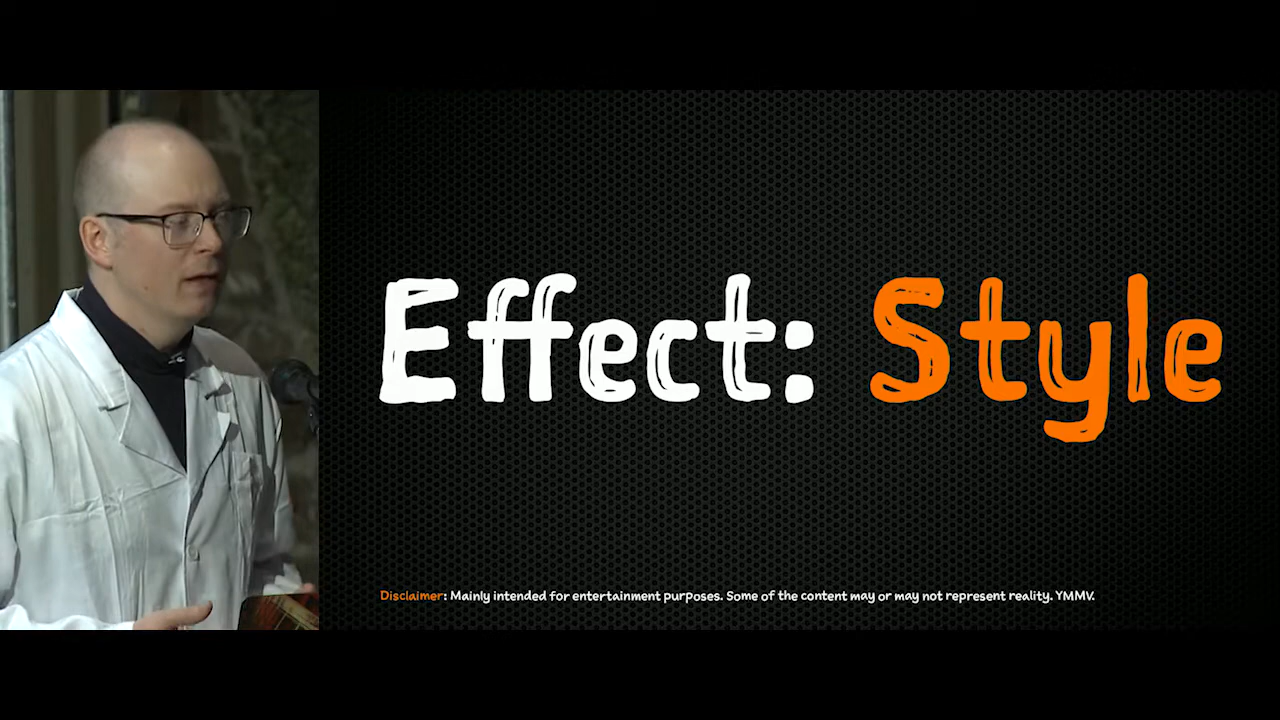 Effect: Style
Disclaimer: Mainly intended for entertainment purposes. Some of the content may or may not represent reality. YMMV.